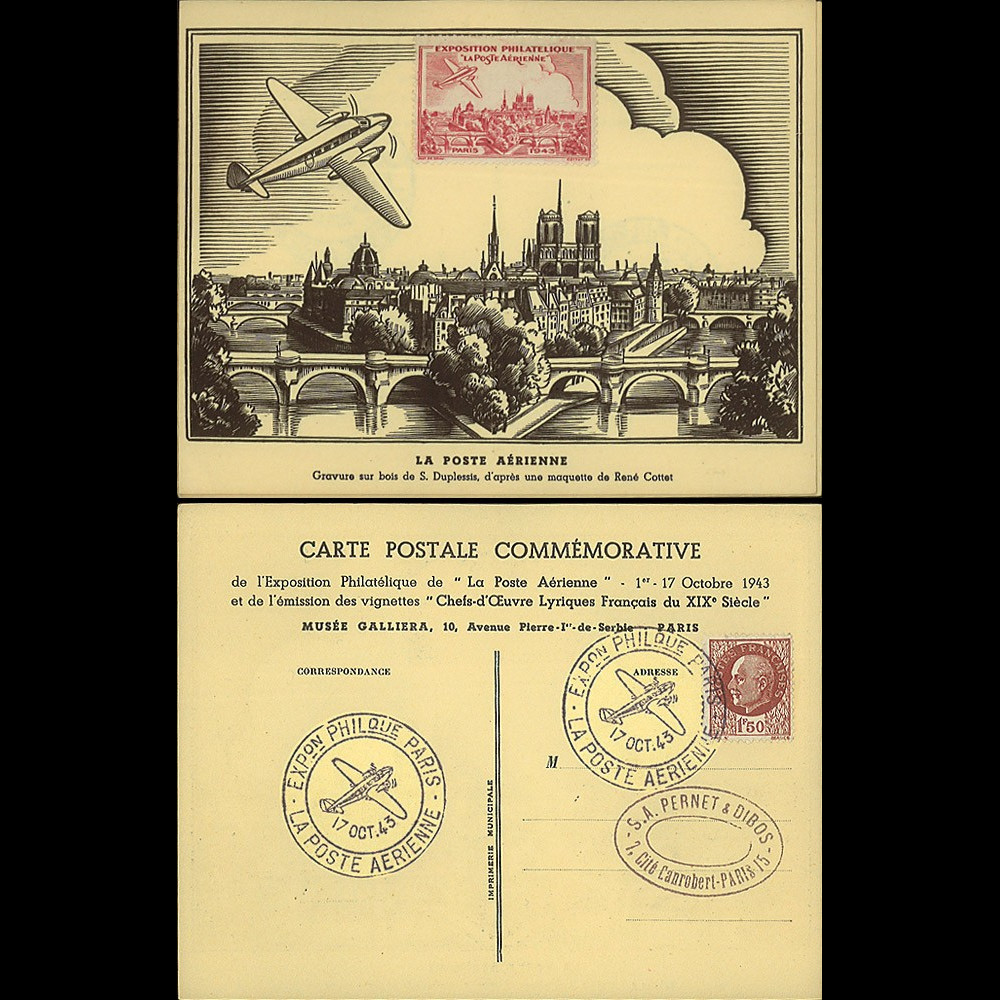 EXPOSITION PHILATELIQUE
"LA POSTE AÉRIENNE"
PARIS 1943
LA POSTE AÉRIENNE
Gravure sur bois de S. Duplessis, d'après une maquette de René Cottet
CARTE POSTALE COMMÉMORATIVE
de l'Exposition Philatélique de " La Poste Aérienne " - 1er - 17 Octobre 1943
et de l'émission des vignettes "Chefs-d'Œuvre Lyriques Français du XIXe Siècle"
MUSÉE GALLIERA, 10, Avenue Pierre-Ier-de-Serbie - PARIS
CORRESPONDANCE
ADRESSE
POSTES FRANÇAISES
1F50
EXPON PHILQUE PARIS
17 OCT.43
LA POSTE AÉRIENNE
EXPON PHILQUE PARIS
17 OCT.43
LA POSTE AÉRIENNE
M
IMPRIMERIE MUNICIPALE
S.A. PERNET & DIBOS
7, Cité Canrobert-PARIS-15